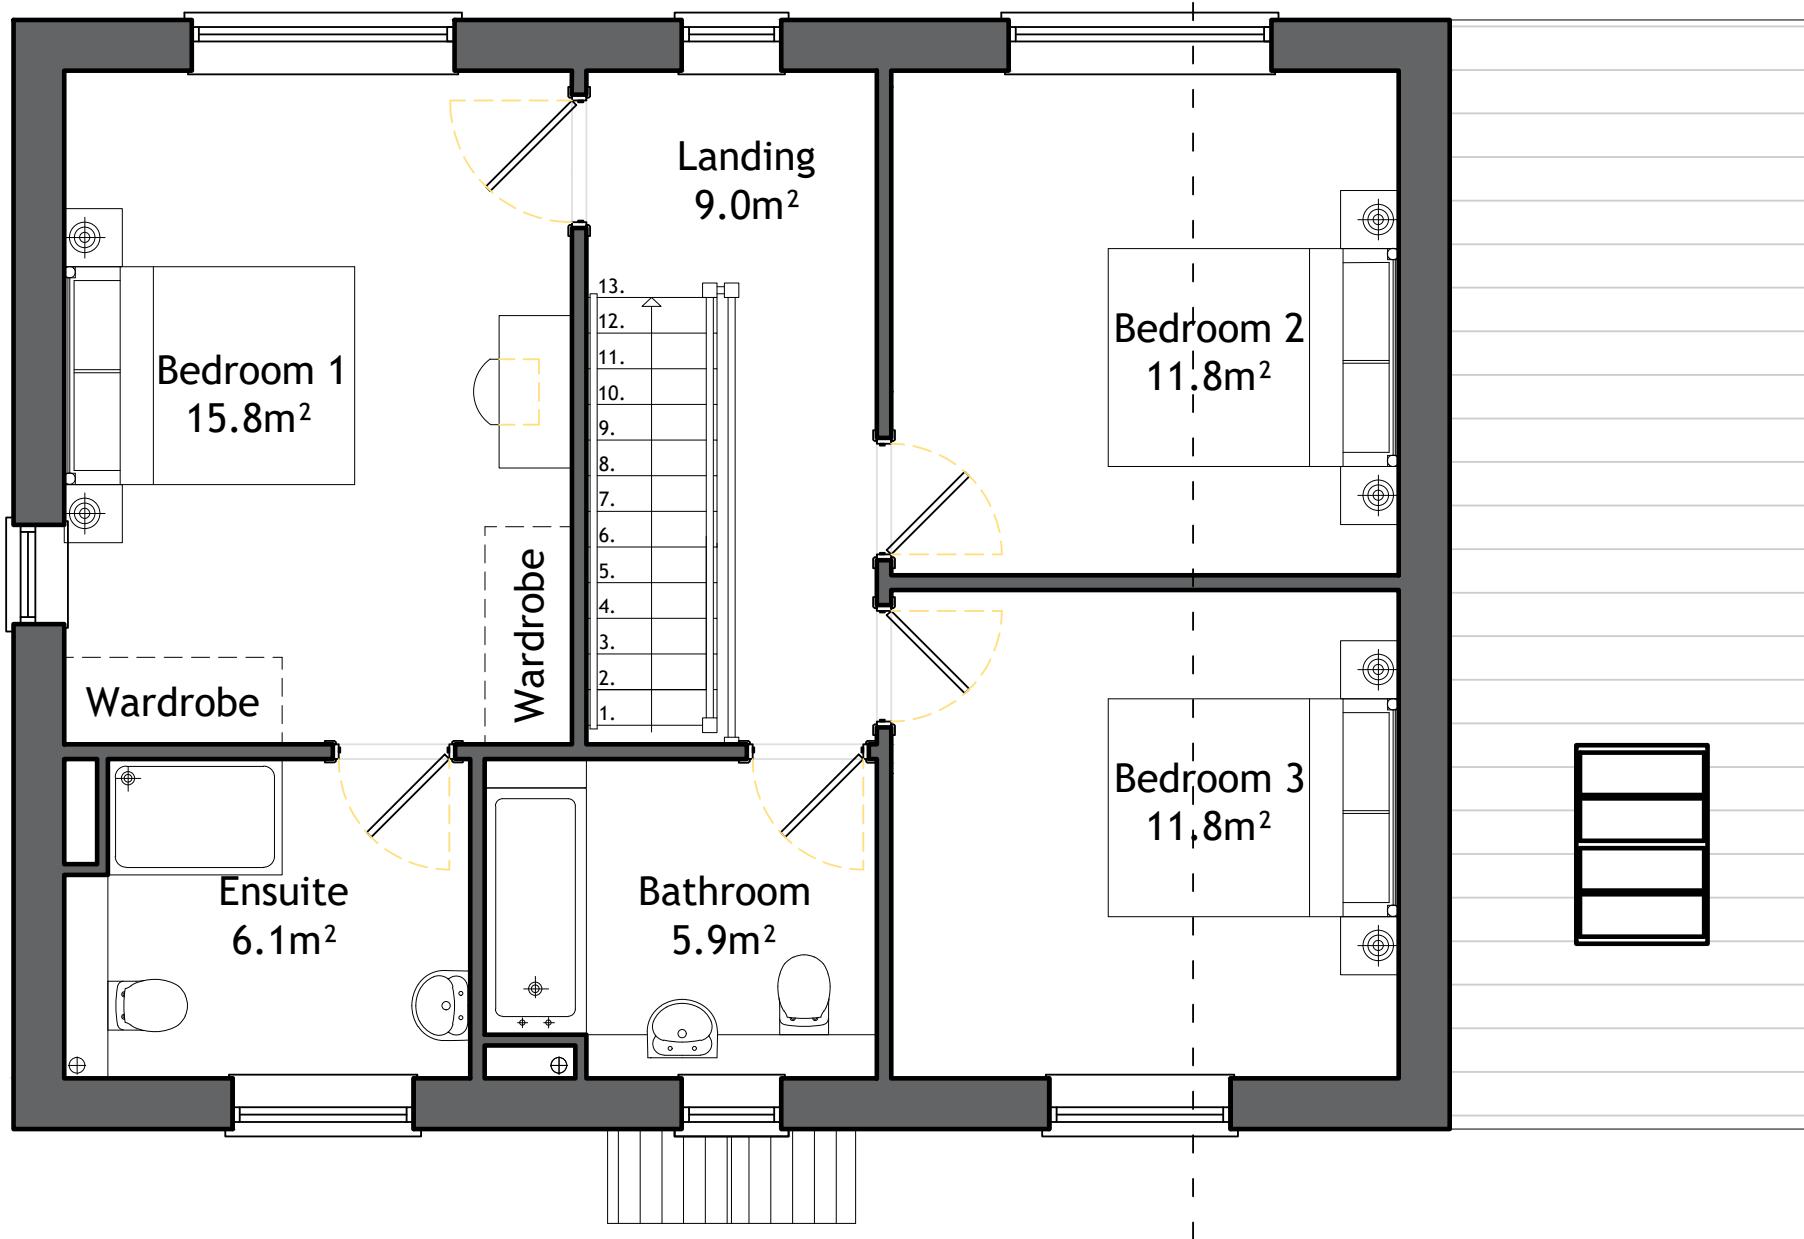 Landing
9.0m²
Bedroom 1
15.8m²
Bedroom 2
11.8m²
13.
12.
11.
10.
9.
8.
7.
6.
5.
4.
3.
2.
1.
Wardrobe
Wardrobe
Bedroom 3
11.8m²
Ensuite
6.1m²
Bathroom
5.9m²